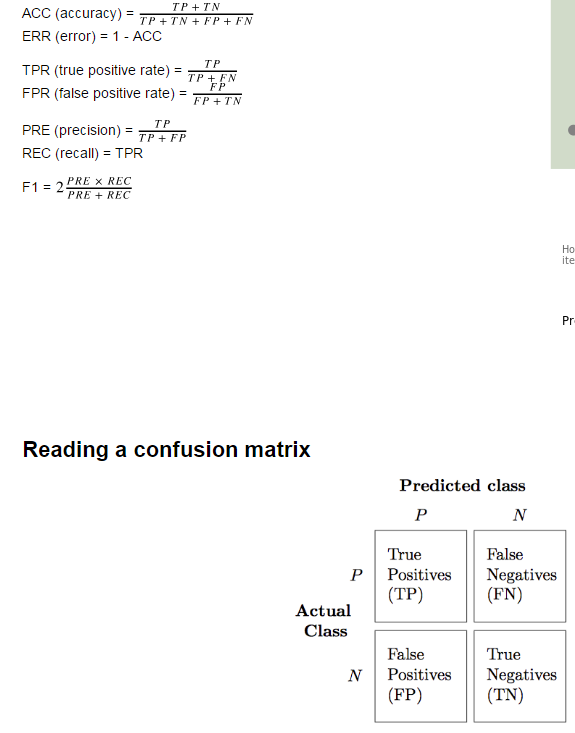 ACC (accuracy) = TP + TN / TP + TN + FP + FN
ERR (error) = 1 - ACC
TPR (true positive rate) = TP / TP + FN
FPR (false positive rate) = FP / FP + TN
PRE (precision) = TP / TP + FP
REC (recall) = TPR
F1 = 2 PRE × REC / PRE + REC
Ho
ite
Pr
Reading a confusion matrix
Predicted class
P N
True Positives (TP)
False Negatives (FN)
P
Actual Class
False Positives (FP)
True Negatives (TN)
N